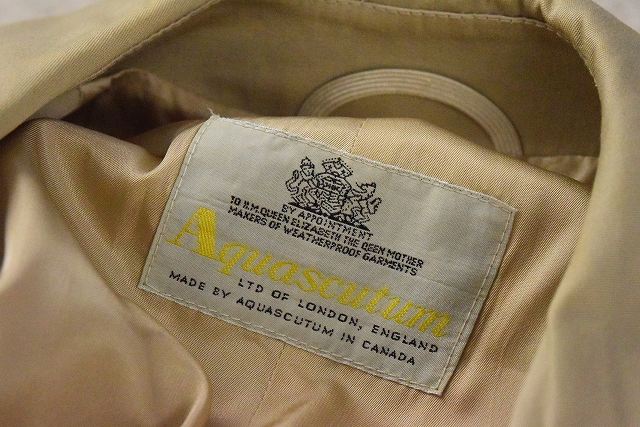 BY APPOINTMENT
TO H.M. QUEEN ELIZABETH THE QEEN MOTHER
MAKERS OF WEATHERPROOF GARMENTS
Aquascutum
LTD OF LONDON, ENGLAND
MADE BY AQUASCUTUM IN CANADA